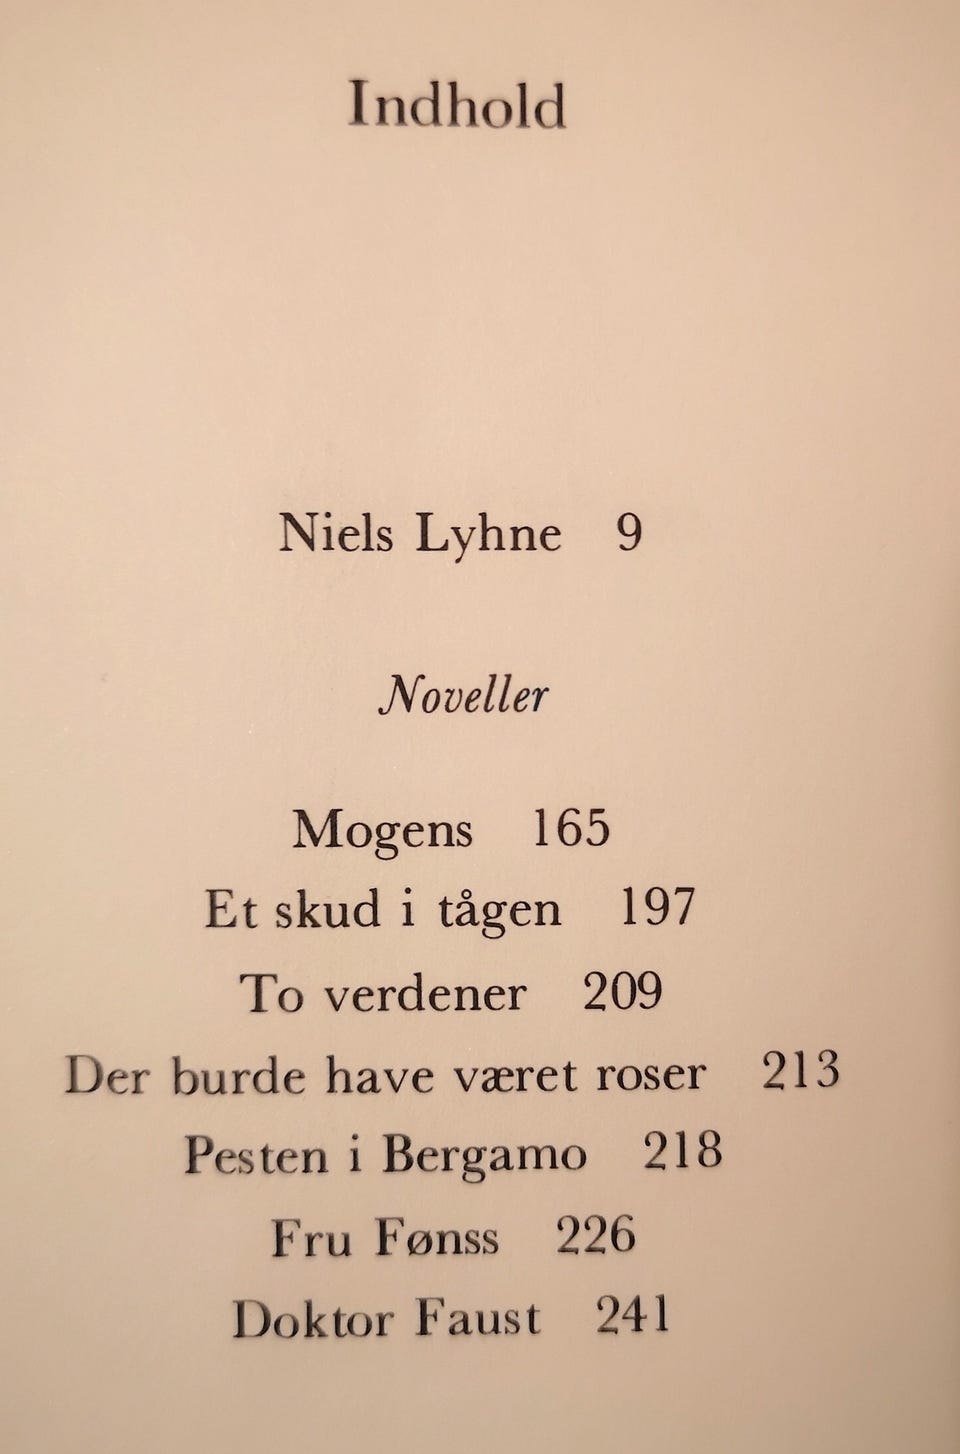 Indhold
Niels Lyhne 9
Noveller
Mogens 165
Et skud i tågen 197
To verdener 209
Der burde have været roser 213
Pesten i Bergamo 218
Fru Fønss 226
Doktor Faust 241